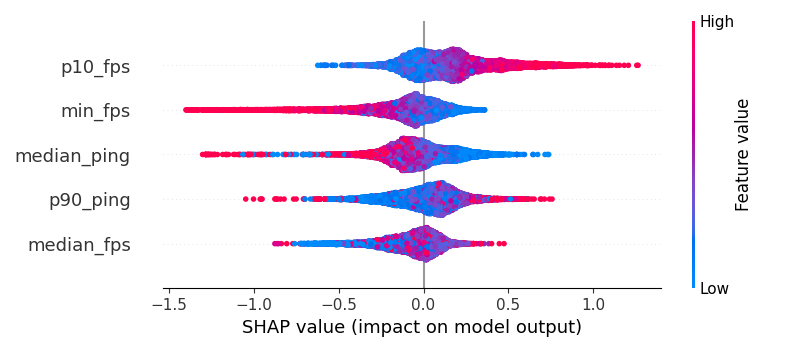 High
p10_fps
min_fps
median_ping
p90_ping
median_fps
Feature value
Low
−1.5 −1.0 −0.5 0.0 0.5 1.0
SHAP value (impact on model output)